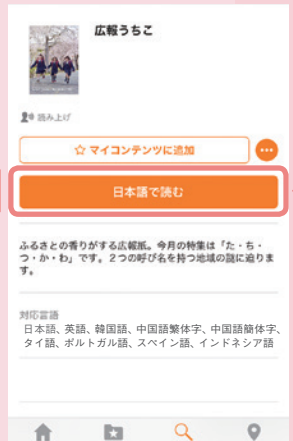 広報うちこ
読み上げ
☆ マイコンテンツに追加
日本語で読む
ふるさとの香りがする広報紙。今月の特集は「た・ち・
つ・か・わ」です。2つの呼び名を持つ地域の謎に迫りま
す。
対応言語
日本語、英語、韓国語、中国語繁体字、中国語簡体字、
タイ語、ポルトガル語、スペイン語、インドネシア語